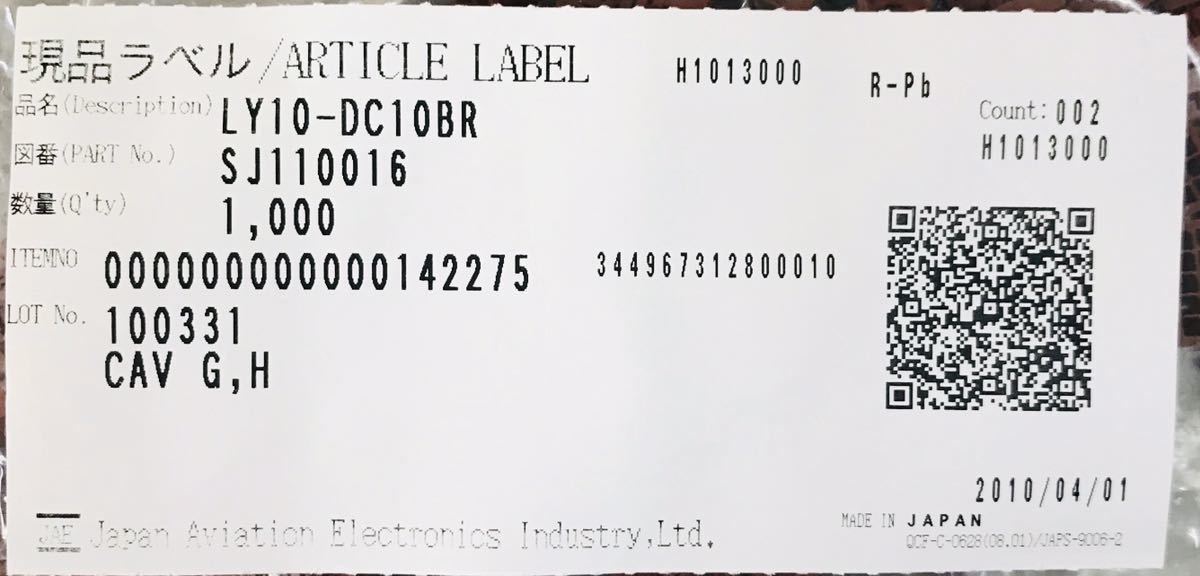 現品ラベル/ARTICLE LABEL H1013000 R-Pb
品名(Description) LY10-DC10BR Count:002
図番(PART No.) SJ110016 H1013000
数量(Q'ty) 1,000
ITEMNO 000000000000142275 344967312800010
LOT No. 100331
CAV G,H
2010/04/01
JAE Japan Aviation Electronics Industry,Ltd. MADE IN JAPAN
QCF-C-0628(08.01)/JAPS-9006-2